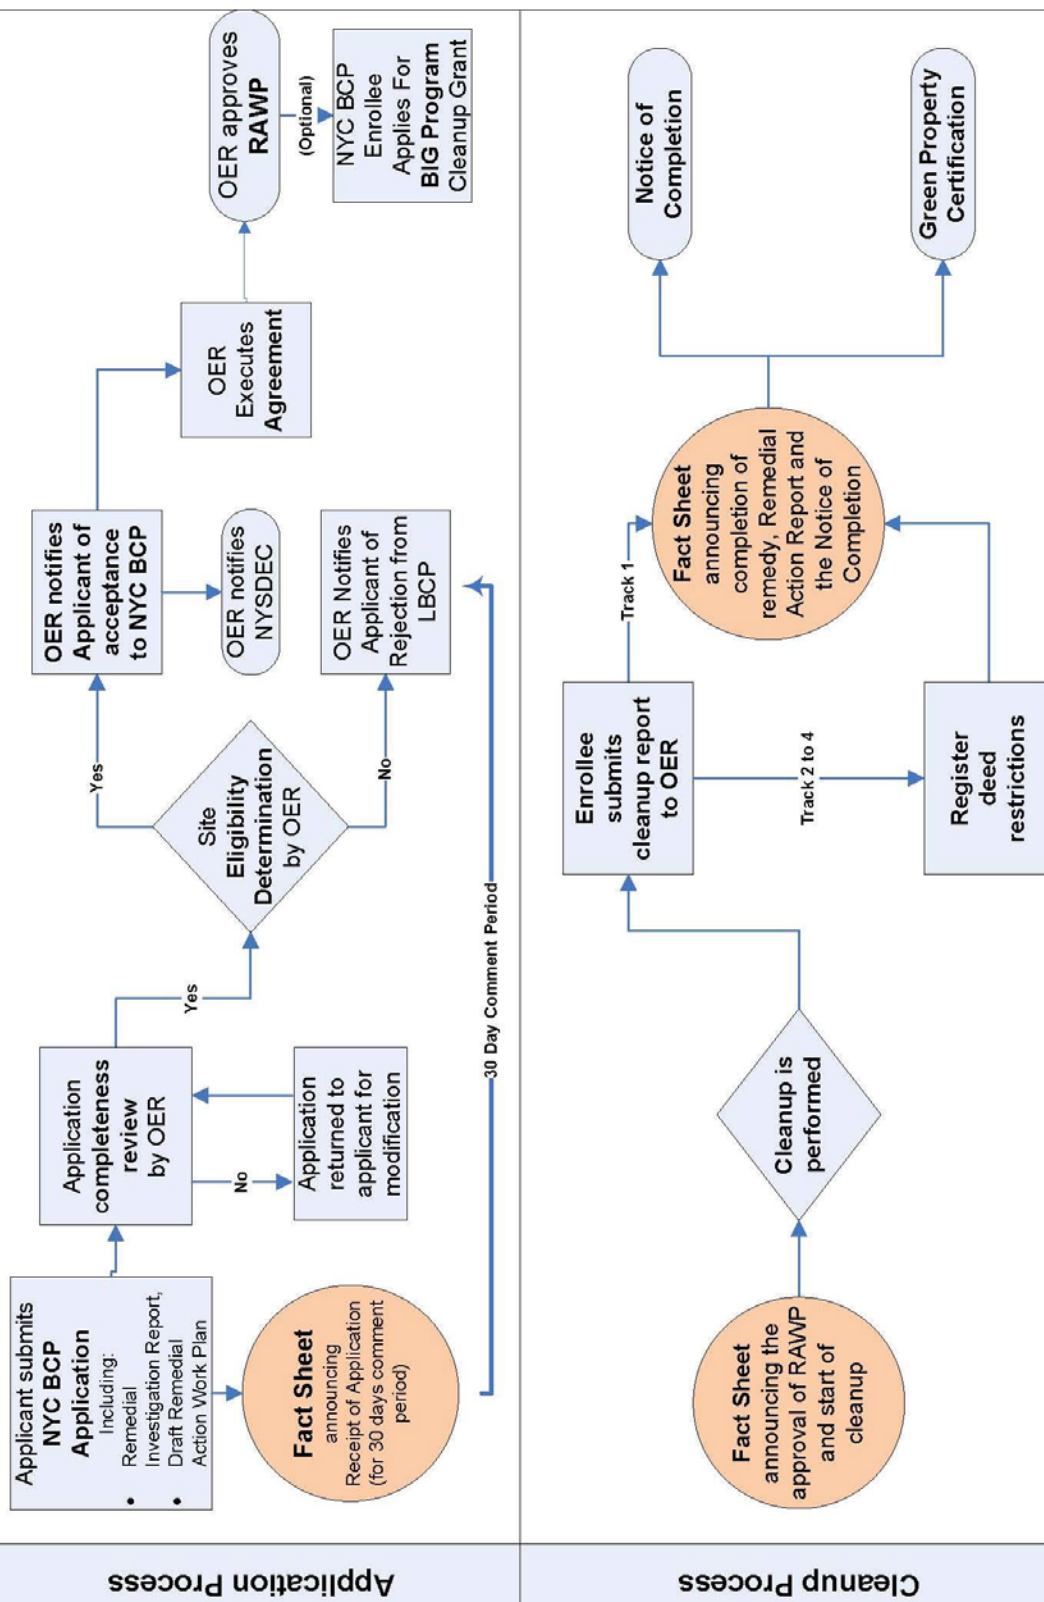 Application Process
Applicant submits
NYC BCP
Application
Including:
• Remedial
Investigation Report,
• Draft Remedial
Action Work Plan
Fact Sheet
announcing
Receipt of Application
(for 30 days comment
period)
Application
completeness
review
by OER
No
Application
returned to
applicant for
modification
Yes
Site
Eligibility
Determination
by OER
Yes
No
OER notifies
Applicant of
acceptance
to NYC BCP
OER notifies
NYSDEC
OER Notifies
Applicant of
Rejection from
LBCP
30 Day Comment Period
OER
Executes
Agreement
OER approves
RAWP
(Optional)
NYC BCP
Enrollee
Applies For
BIG Program
Cleanup Grant
Cleanup Process
Fact Sheet
announcing the
approval of RAWP
and start of
cleanup
Cleanup is
performed
Enrollee
submits
cleanup report
to OER
Track 1
Track 2 to 4
Register
deed
restrictions
Fact Sheet
announcing
completion of
remedy, Remedial
Action Report and
the Notice of
Completion
Notice of
Completion
Green Property
Certification